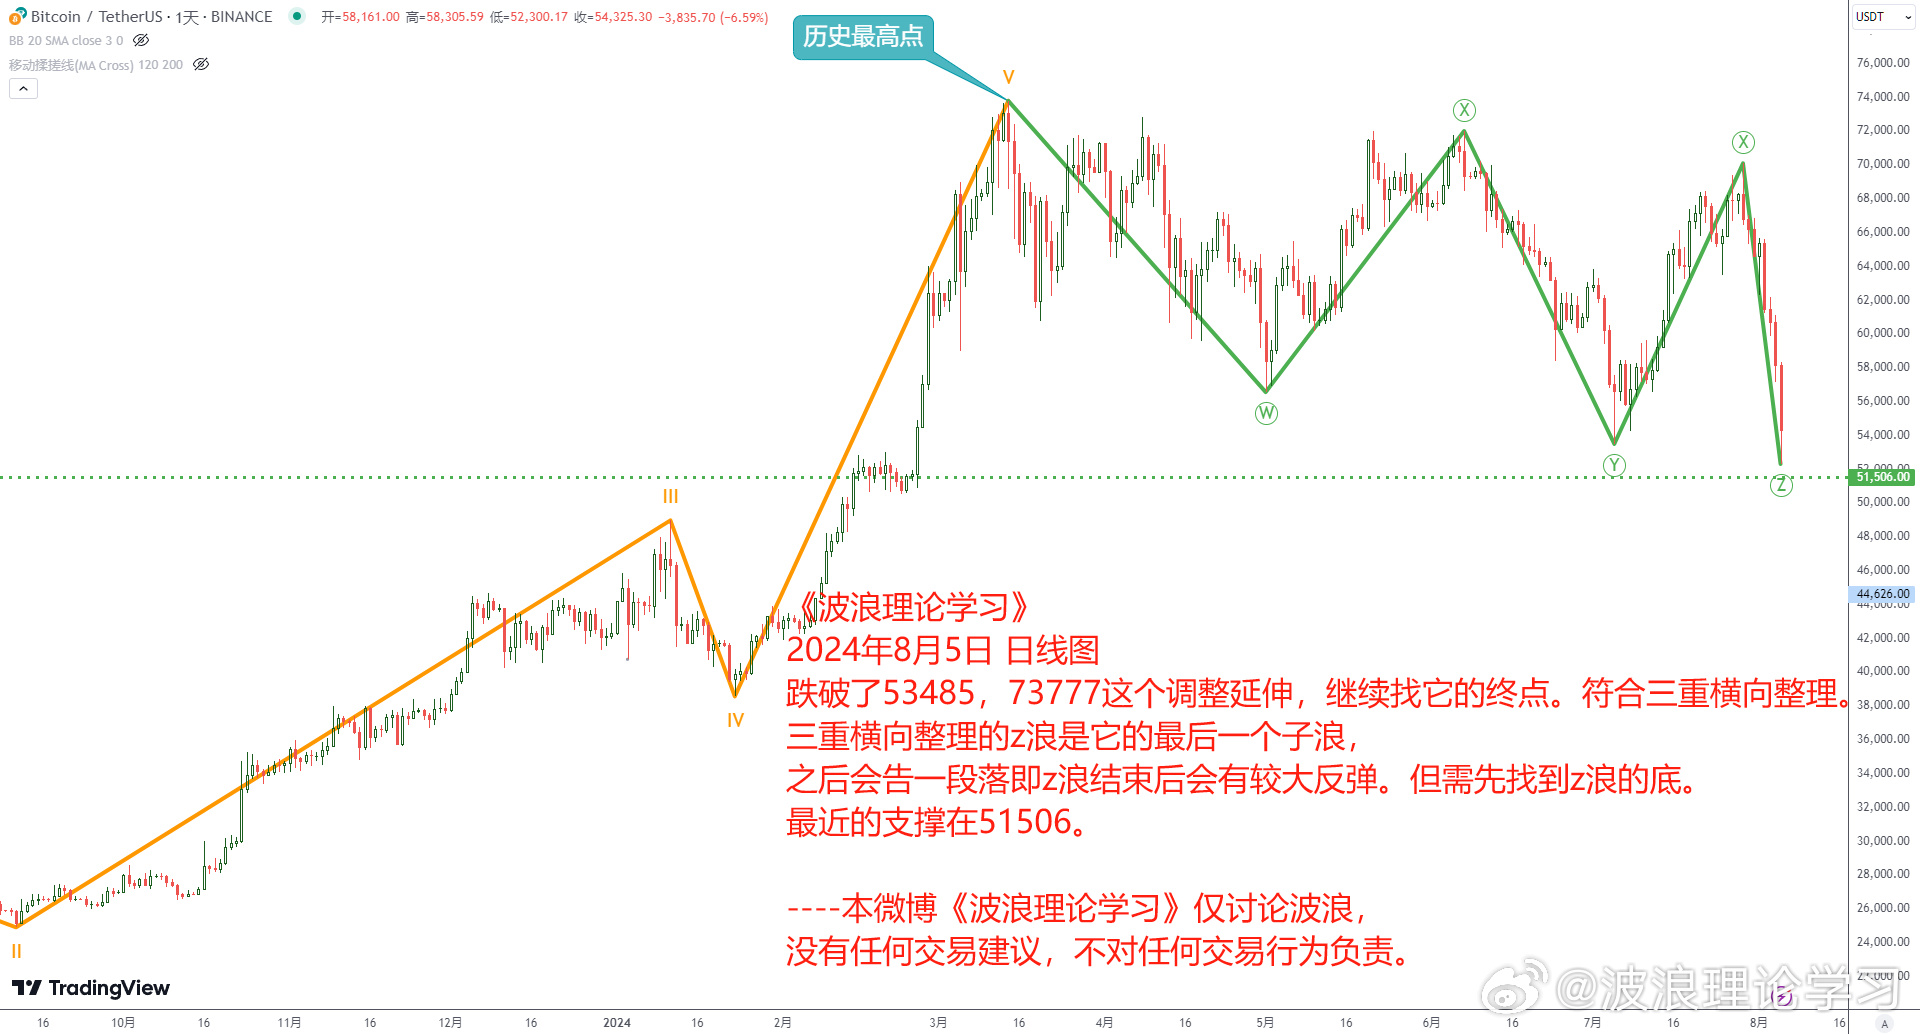 Bitcoin / TetherUS · 1天 · BINANCE 开=58,161.00 高=58,305.59 低=52,300.17 收=54,325.30 −3,835.70 (−6.59%)
USDT
BB 20 SMA close 3 0
移动揉搓线(MA Cross) 120 200
历史最高点
V
X
X
W
Y
Z
III
IV
II
76,000.00
74,000.00
72,000.00
70,000.00
68,000.00
66,000.00
64,000.00
62,000.00
60,000.00
58,000.00
56,000.00
54,000.00
52,000.00
51,506.00
50,000.00
48,000.00
46,000.00
44,626.00
44,000.00
42,000.00
40,000.00
38,000.00
36,000.00
34,000.00
32,000.00
30,000.00
28,000.00
26,000.00
24,000.00
22,000.00
《波浪理论学习》
2024年8月5日 日线图
跌破了53485，73777这个调整延伸，继续找它的终点。符合三重横向整理。
三重横向整理的z浪是它的最后一个子浪，
之后会告一段落即z浪结束后会有较大反弹。但需先找到z浪的底。
最近的支撑在51506。
----本微博《波浪理论学习》仅讨论波浪，
没有任何交易建议，不对任何交易行为负责。
TradingView
@波浪理论学习
16 10月 16 11月 16 12月 16 2024 16 2月 3月 16 4月 16 5月 16 6月 16 7月 16 8月 16
A